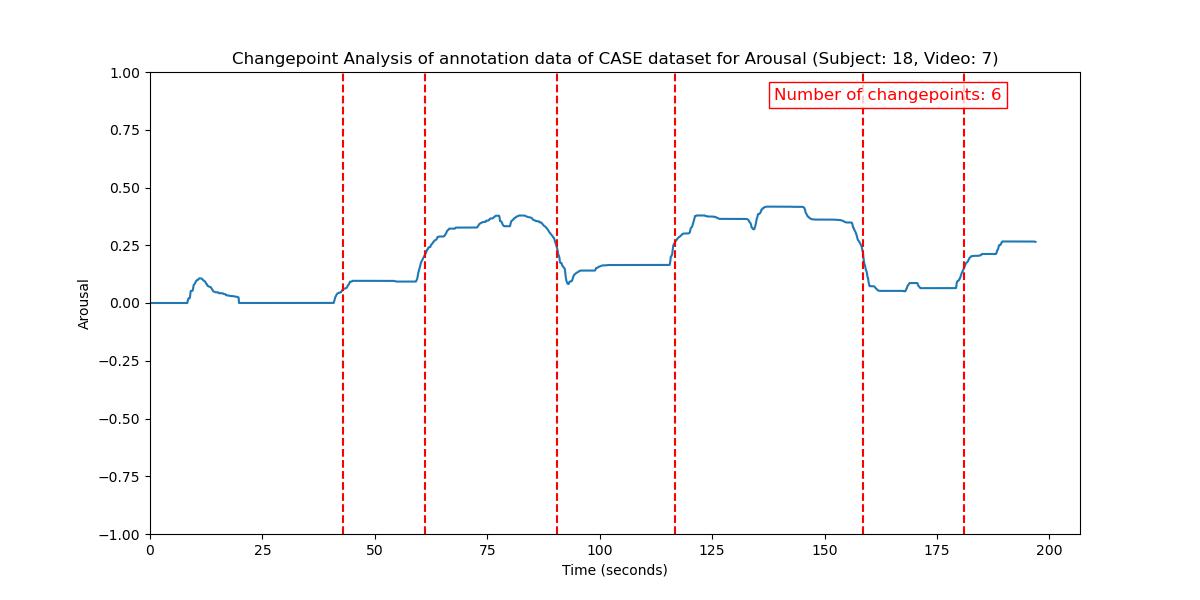 Changepoint Analysis of annotation data of CASE dataset for Arousal (Subject: 18, Video: 7)
Number of changepoints: 6
1.00
0.75
0.50
0.25
0.00
−0.25
−0.50
−0.75
−1.00
Arousal
0 25 50 75 100 125 150 175 200
Time (seconds)